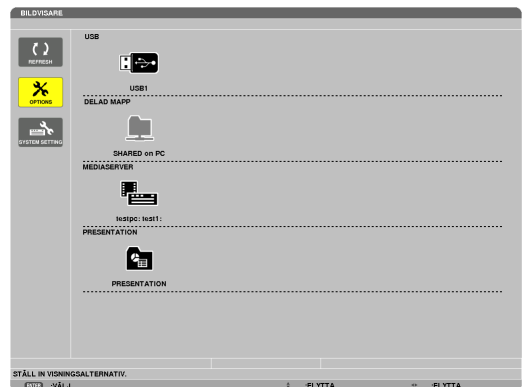 BILDVISARE
REFRESH
OPTIONS
SYSTEM SETTING
USB
USB1
DELAD MAPP
SHARED on PC
MEDIASERVER
testpc: test1:
PRESENTATION
PRESENTATION
STÄLL IN VISNINGSALTERNATIV.
ENTER :VÄLJ :FLYTTA :FLYTTA